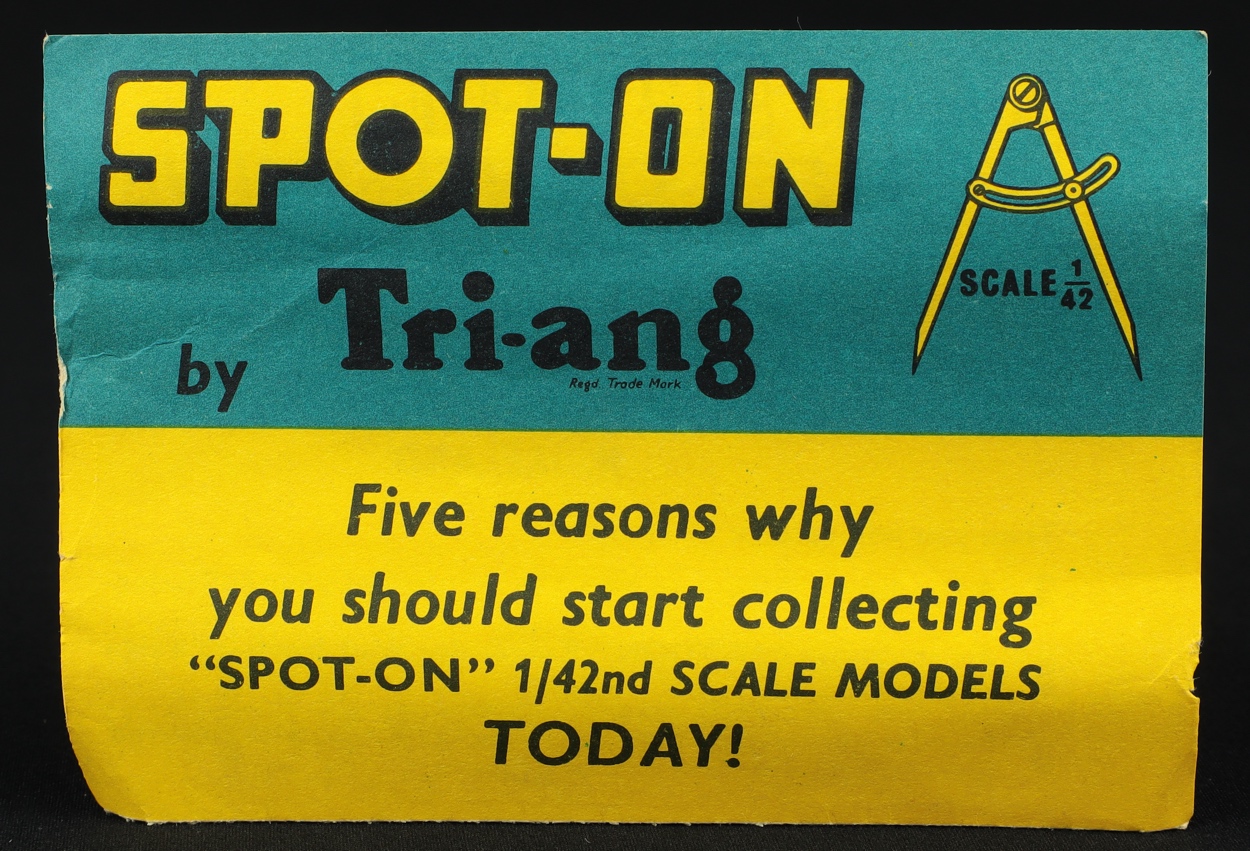 SPOT-ON
by Tri-ang
Regd. Trade Mark
SCALE 1/42
Five reasons why
you should start collecting
“SPOT-ON” 1/42nd SCALE MODELS
TODAY!